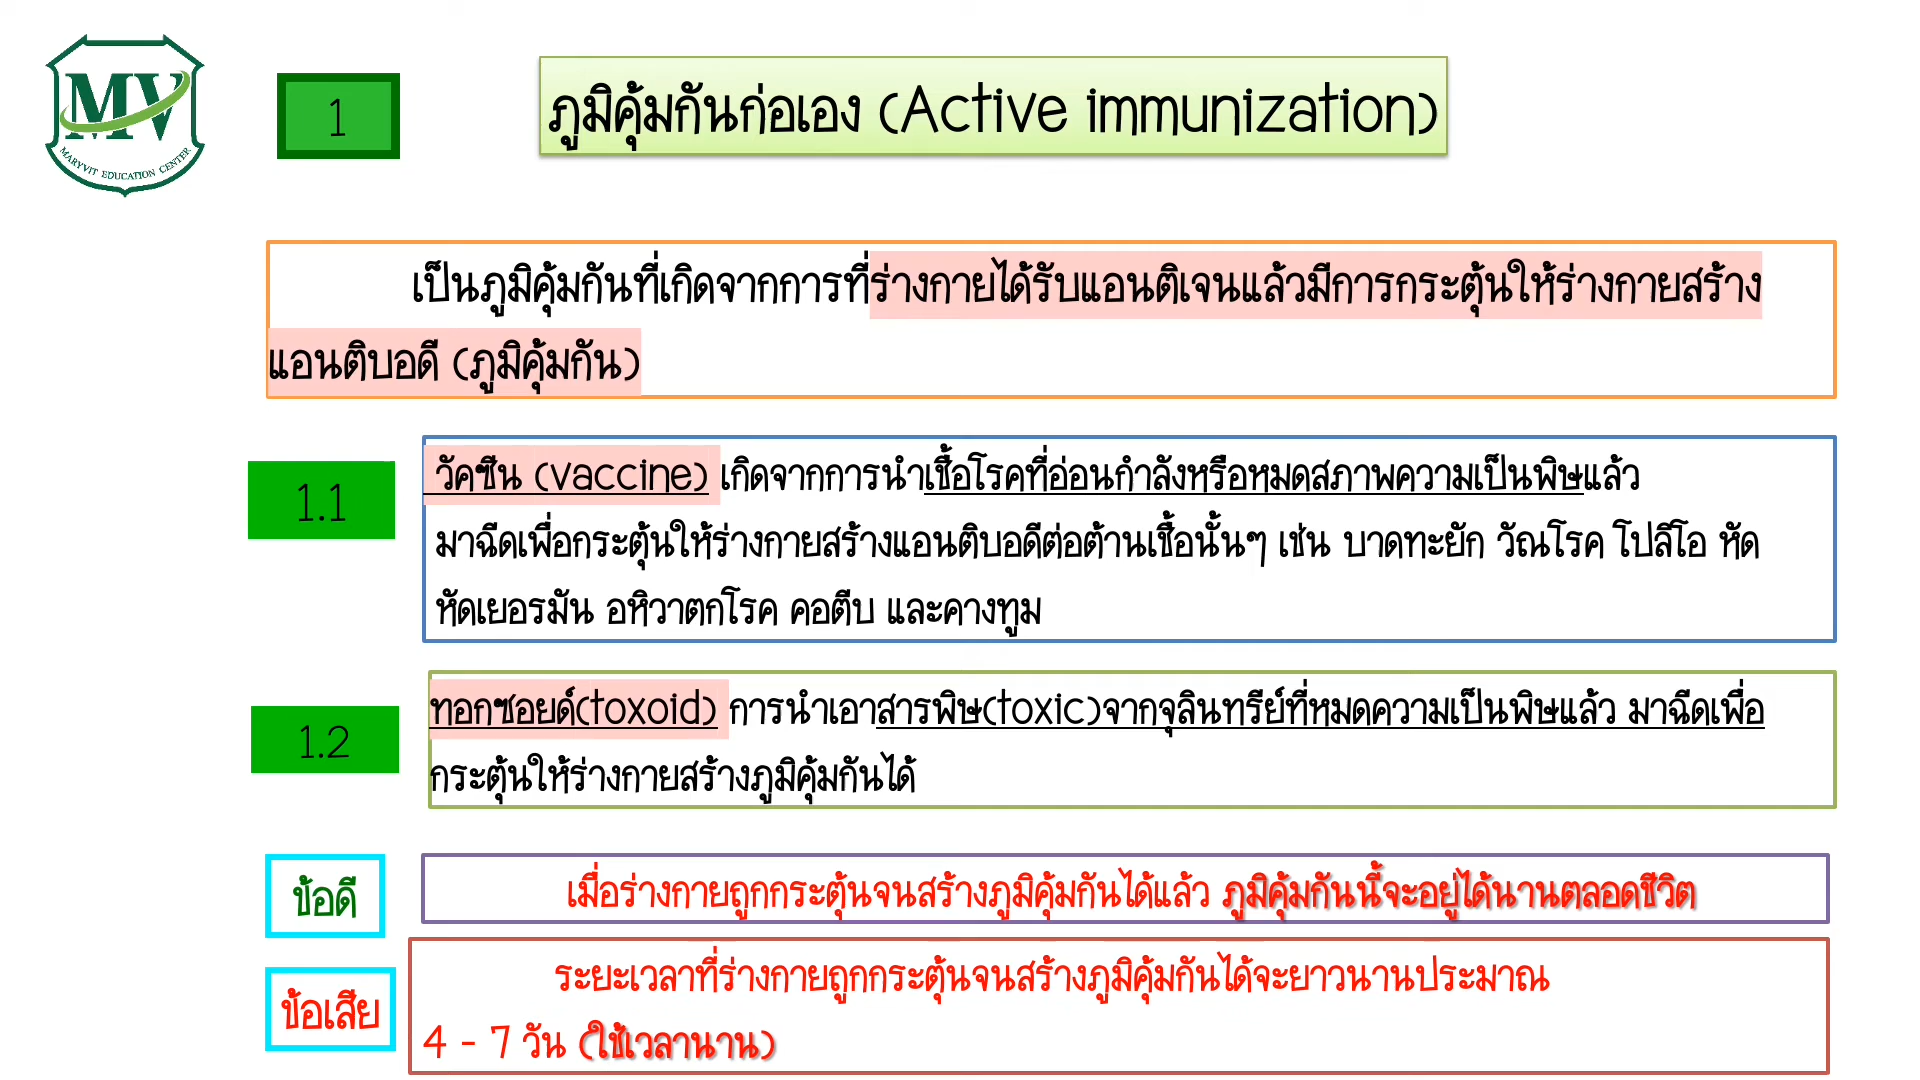 MV
MARYVIT EDUCATION CENTER
1
ภูมิคุ้มกันก่อเอง (Active immunization)
เป็นภูมิคุ้มกันที่เกิดจากการที่ร่างกายได้รับแอนติเจนแล้วมีการกระตุ้นให้ร่างกายสร้าง
แอนติบอดี (ภูมิคุ้มกัน)
1.1
วัคซีน (vaccine) เกิดจากการนำเชื้อโรคที่อ่อนกำลังหรือหมดสภาพความเป็นพิษแล้ว
มาฉีดเพื่อกระตุ้นให้ร่างกายสร้างแอนติบอดีต่อต้านเชื้อนั้นๆ เช่น บาดทะยัก วัณโรค โปลิโอ หัด
หัดเยอรมัน อหิวาตกโรค คอตีบ และคางทูม
1.2
ทอกซอยด์(toxoid) การนำเอาสารพิษ(toxic)จากจุลินทรีย์ที่หมดความเป็นพิษแล้ว มาฉีดเพื่อ
กระตุ้นให้ร่างกายสร้างภูมิคุ้มกันได้
ข้อดี
เมื่อร่างกายถูกกระตุ้นจนสร้างภูมิคุ้มกันได้แล้ว ภูมิคุ้มกันนี้จะอยู่ได้นานตลอดชีวิต
ข้อเสีย
ระยะเวลาที่ร่างกายถูกกระตุ้นจนสร้างภูมิคุ้มกันได้จะยาวนานประมาณ
4 - 7 วัน (ใช้เวลานาน)